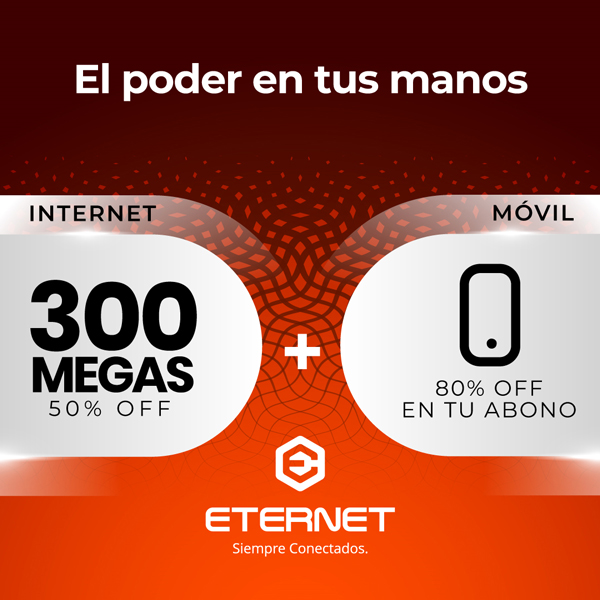 El poder en tus manos
INTERNET
300
MEGAS
50% OFF
+
MÓVIL
80% OFF
EN TU ABONO
ETERNET
Siempre Conectados.